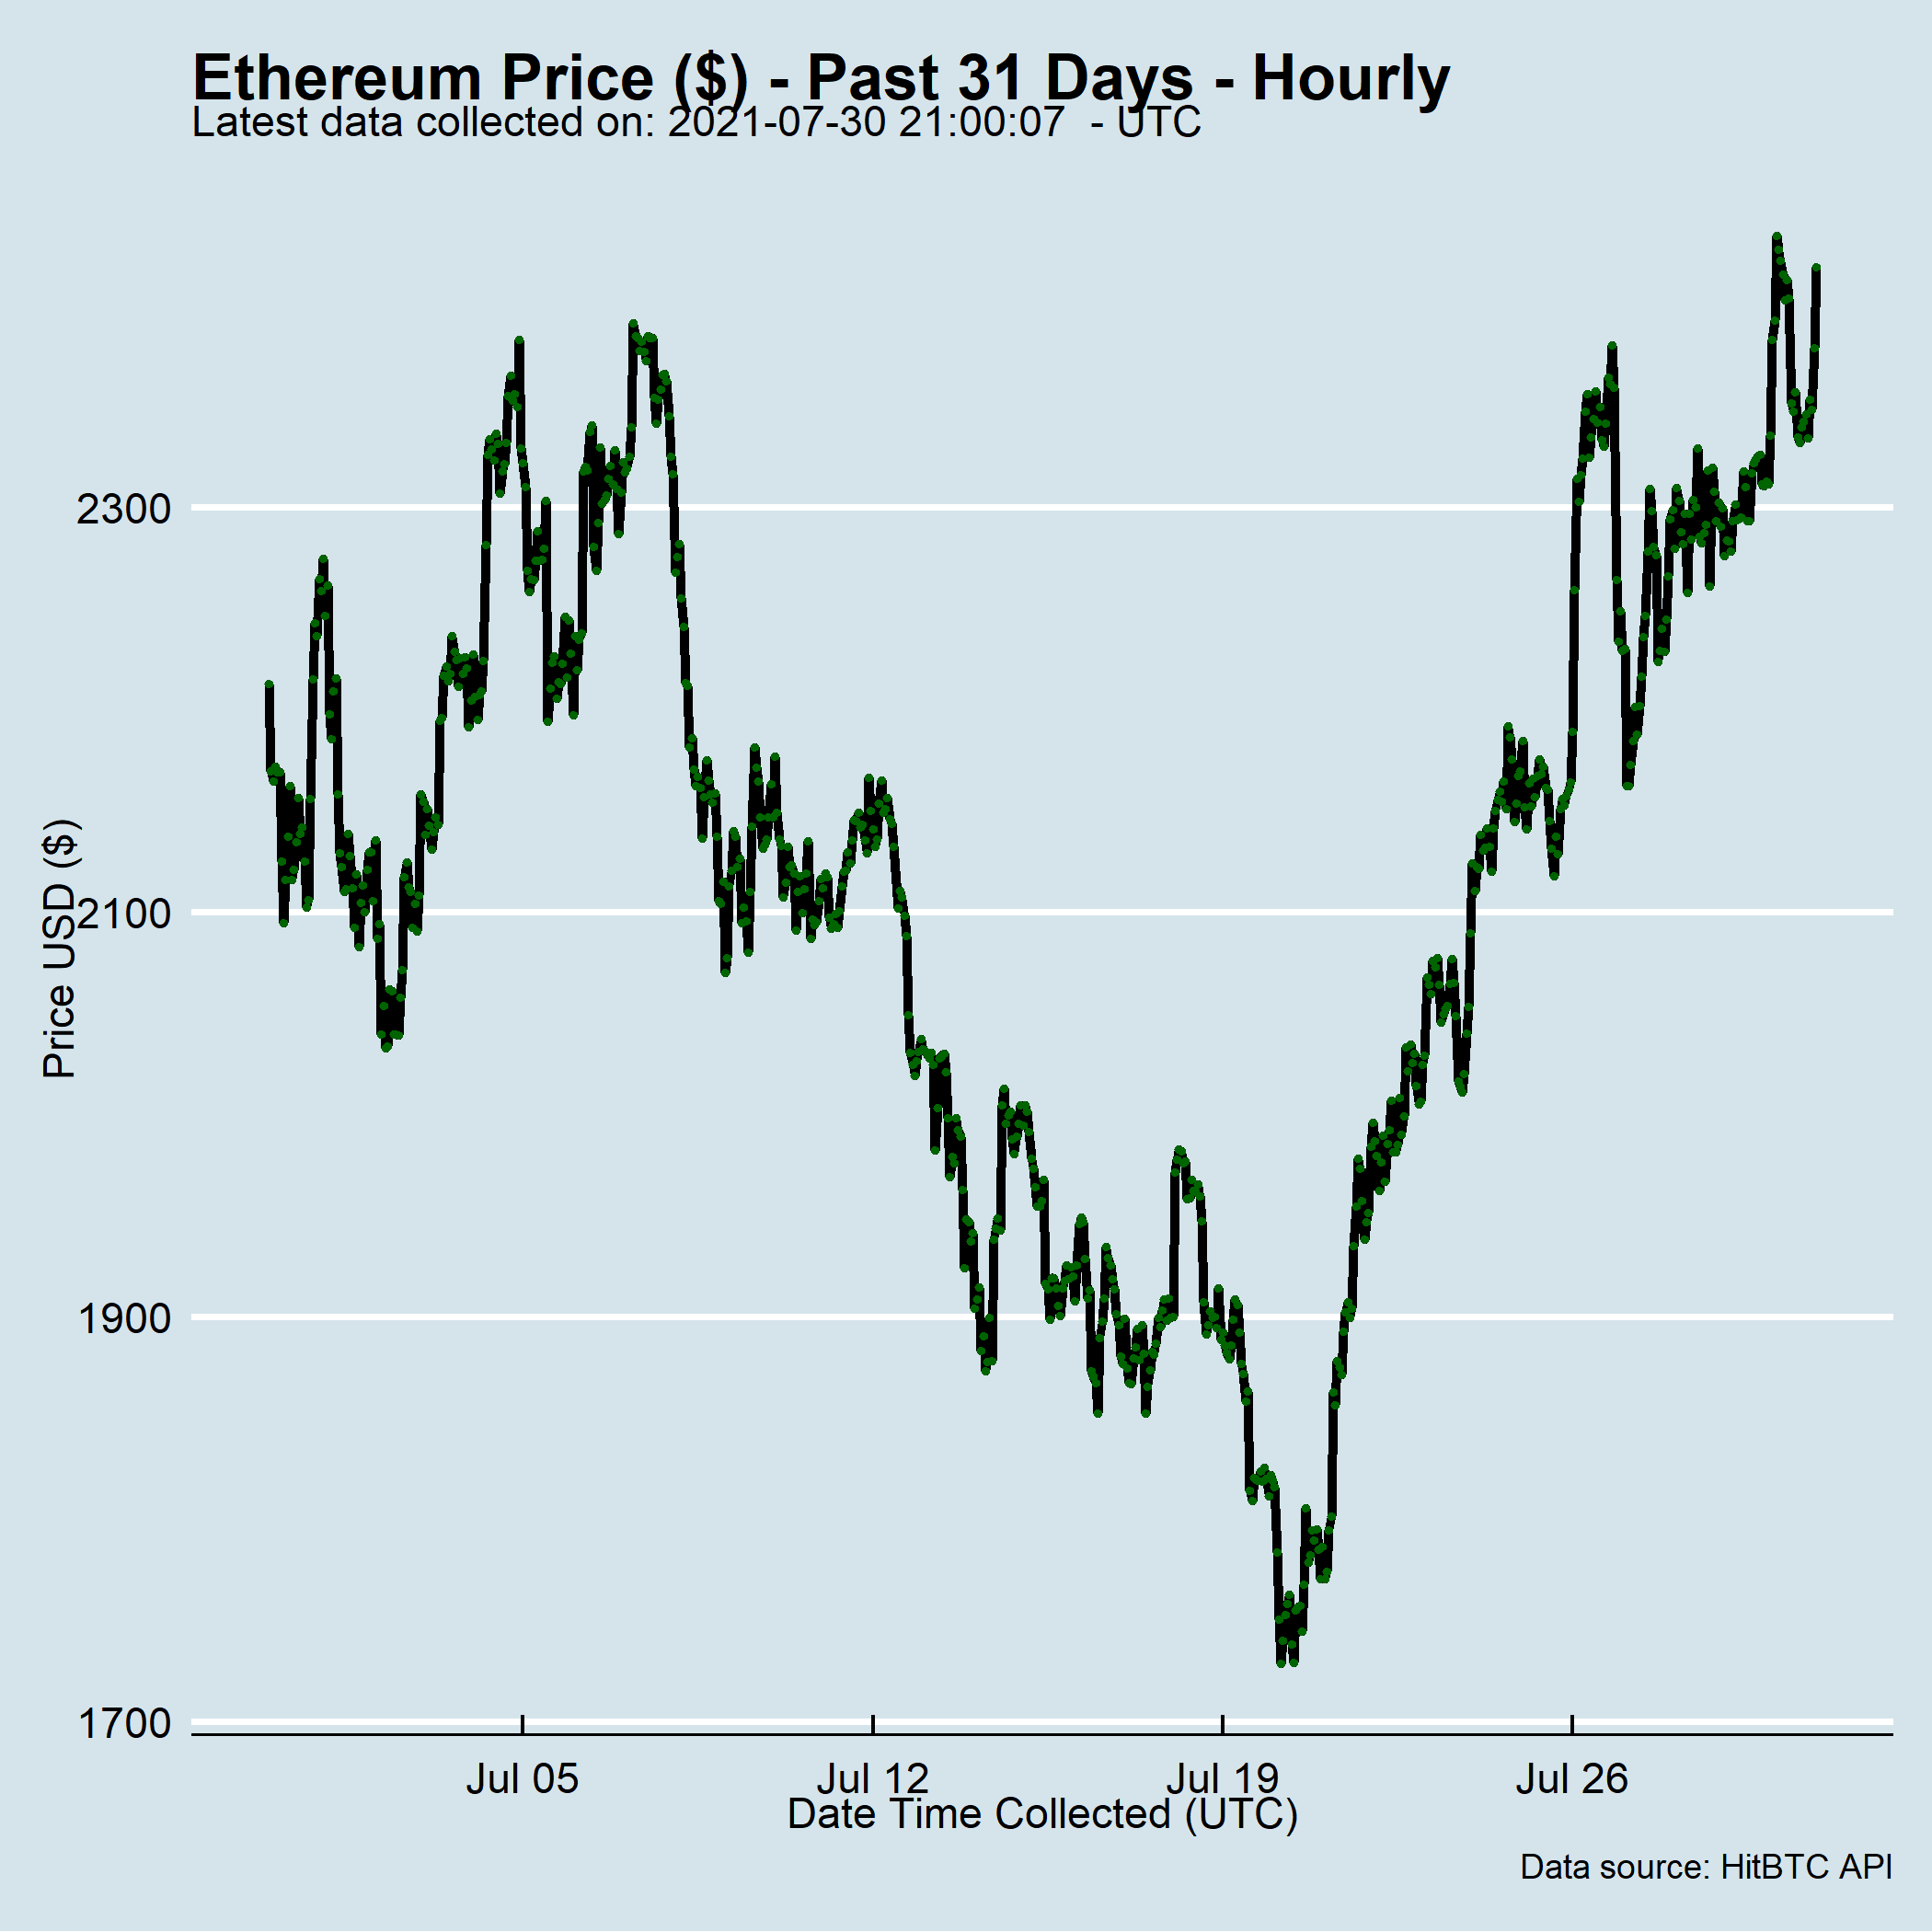 Ethereum Price ($) - Past 31 Days - Hourly
Latest data collected on: 2021-07-30 21:00:07  - UTC
Price USD ($)
2300
2100
1900
1700
Jul 05
Jul 12
Jul 19
Jul 26
Date Time Collected (UTC)
Data source: HitBTC API